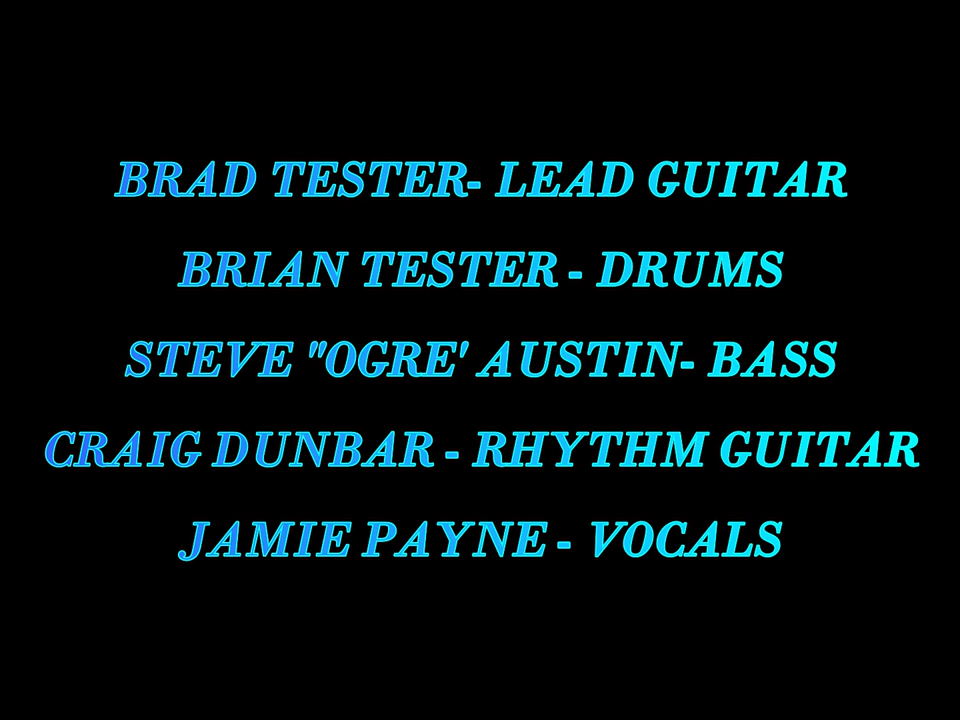 BRAD TESTER- LEAD GUITAR
BRIAN TESTER - DRUMS
STEVE "OGRE' AUSTIN- BASS
CRAIG DUNBAR - RHYTHM GUITAR
JAMIE PAYNE - VOCALS